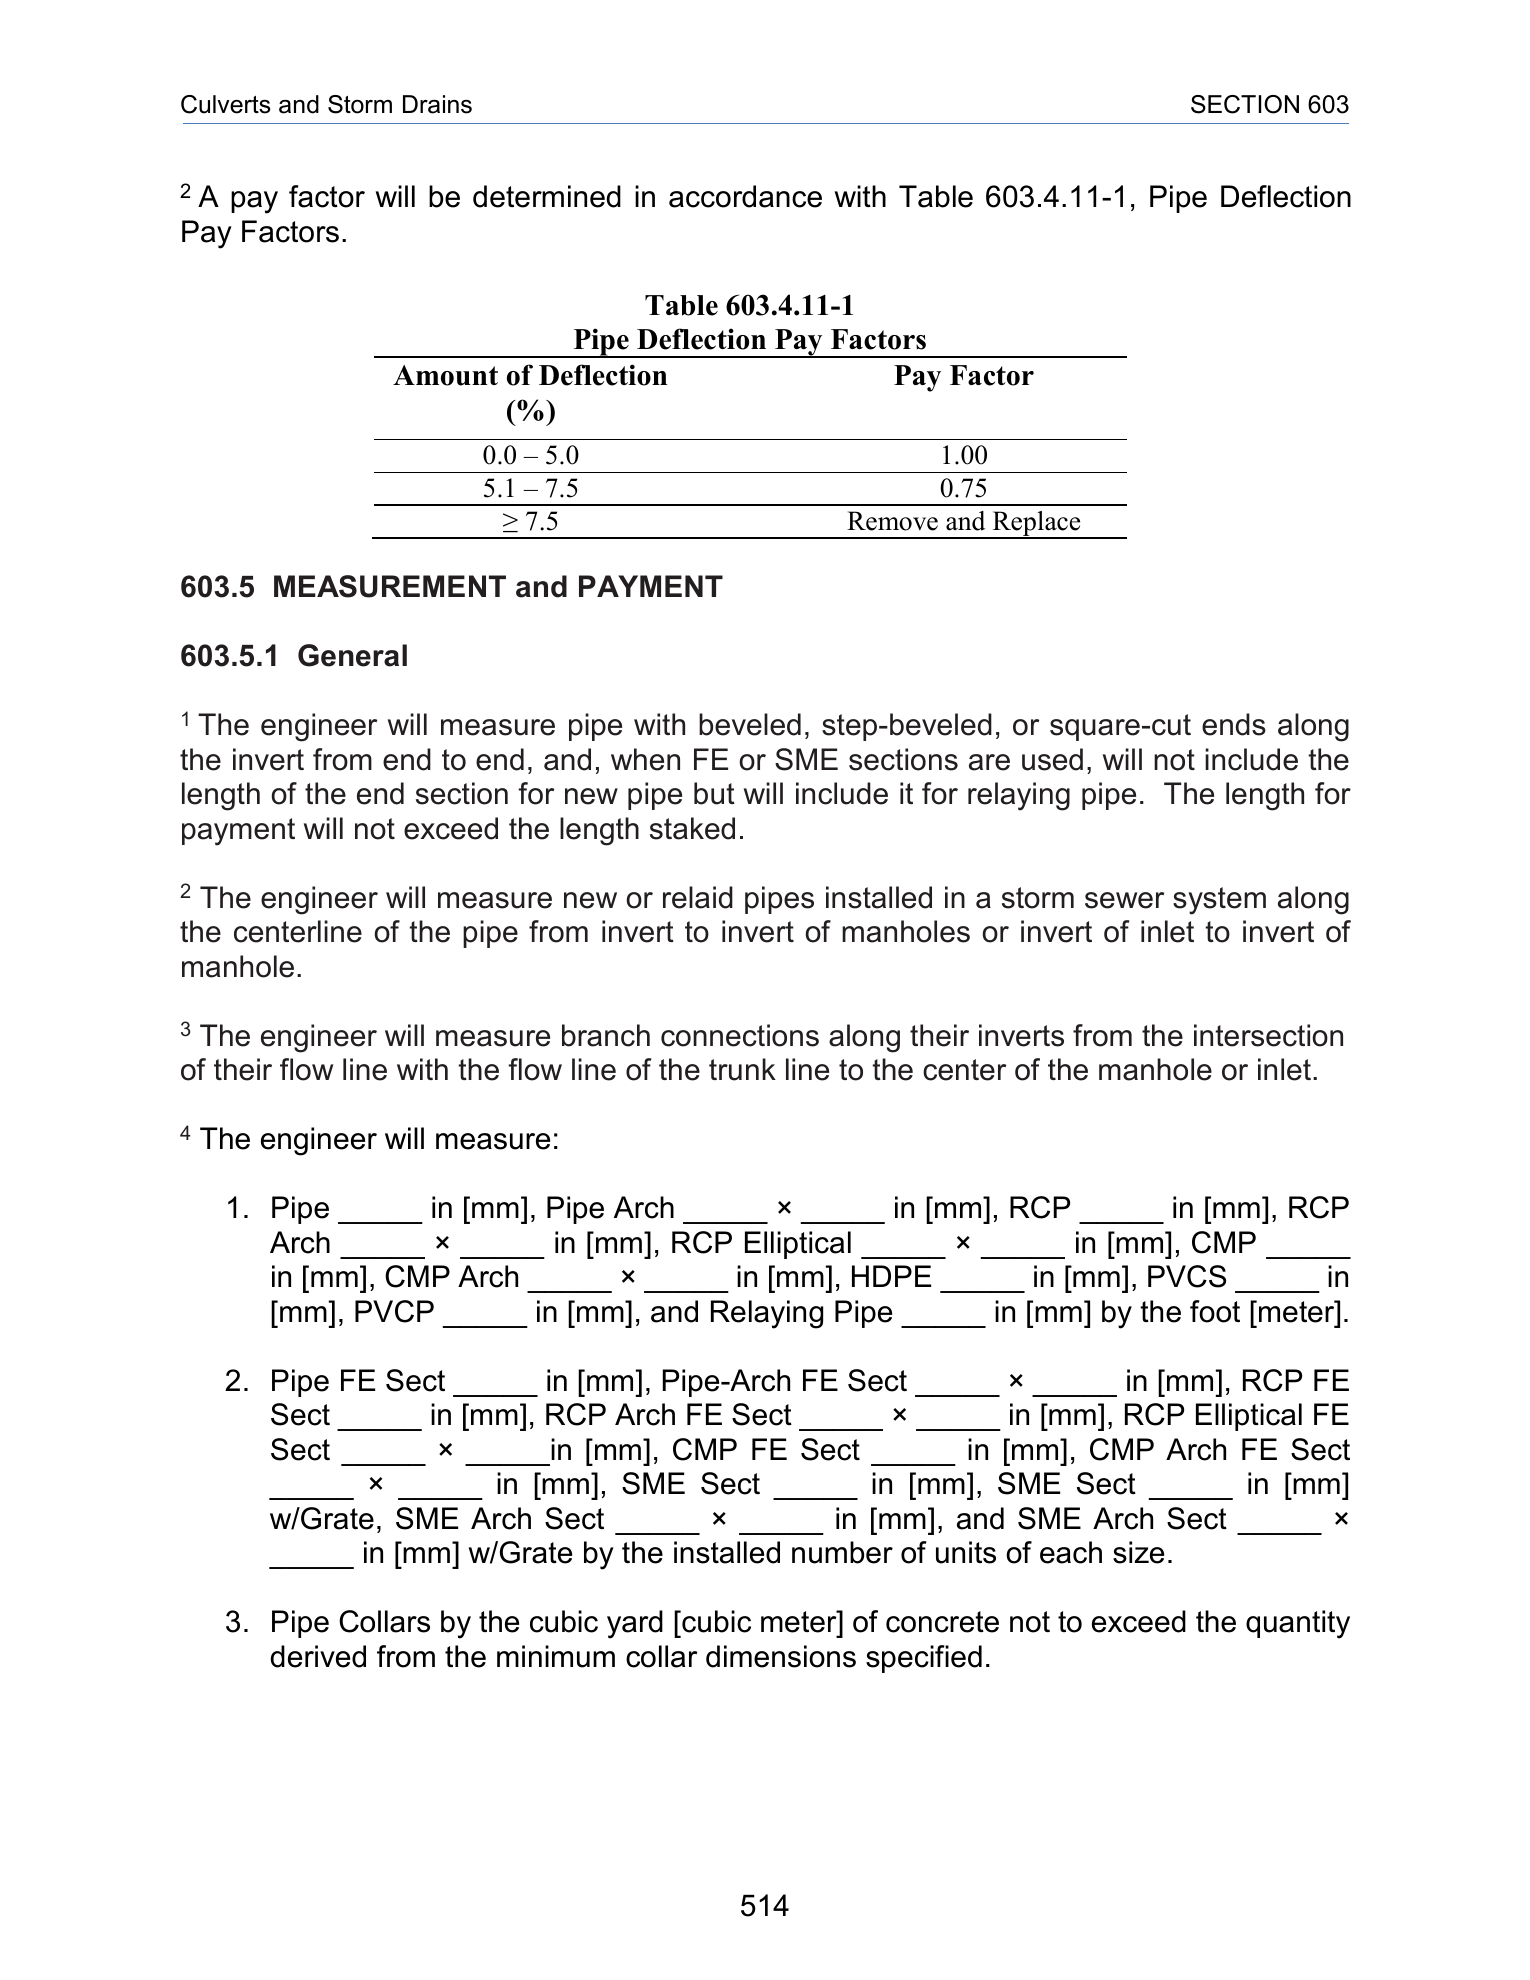 Culverts and Storm Drains SECTION 603
2 A pay factor will be determined in accordance with Table 603.4.11-1, Pipe Deflection
Pay Factors.
Table 603.4.11-1
Pipe Deflection Pay Factors
Amount of Deflection Pay Factor
(%)
0.0 – 5.0 1.00
5.1 – 7.5 0.75
≥ 7.5 Remove and Replace
603.5 MEASUREMENT and PAYMENT
603.5.1 General
1 The engineer will measure pipe with beveled, step-beveled, or square-cut ends along
the invert from end to end, and, when FE or SME sections are used, will not include the
length of the end section for new pipe but will include it for relaying pipe. The length for
payment will not exceed the length staked.
2 The engineer will measure new or relaid pipes installed in a storm sewer system along
the centerline of the pipe from invert to invert of manholes or invert of inlet to invert of
manhole.
3 The engineer will measure branch connections along their inverts from the intersection
of their flow line with the flow line of the trunk line to the center of the manhole or inlet.
4 The engineer will measure:
1. Pipe _____ in [mm], Pipe Arch _____ × _____ in [mm], RCP _____ in [mm], RCP
Arch _____ × _____ in [mm], RCP Elliptical _____ × _____ in [mm], CMP _____
in [mm], CMP Arch _____ × _____ in [mm], HDPE _____ in [mm], PVCS _____ in
[mm], PVCP _____ in [mm], and Relaying Pipe _____ in [mm] by the foot [meter].
2. Pipe FE Sect _____ in [mm], Pipe-Arch FE Sect _____ × _____ in [mm], RCP FE
Sect _____ in [mm], RCP Arch FE Sect _____ × _____ in [mm], RCP Elliptical FE
Sect _____ × _____in [mm], CMP FE Sect _____ in [mm], CMP Arch FE Sect
_____ × _____ in [mm], SME Sect _____ in [mm], SME Sect _____ in [mm]
w/Grate, SME Arch Sect _____ × _____ in [mm], and SME Arch Sect _____ ×
_____ in [mm] w/Grate by the installed number of units of each size.
3. Pipe Collars by the cubic yard [cubic meter] of concrete not to exceed the quantity
derived from the minimum collar dimensions specified.
514